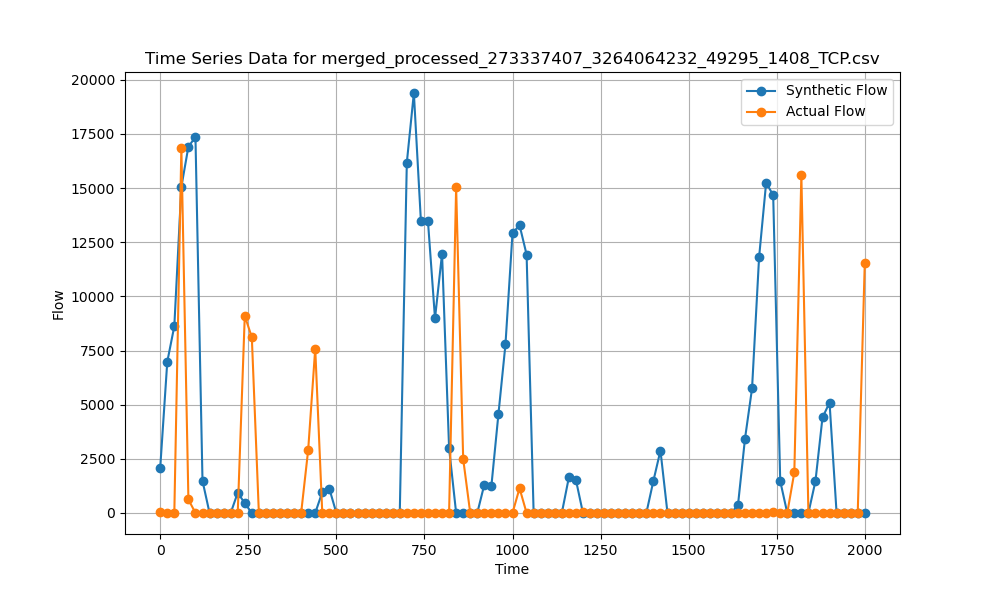 Time Series Data for merged_processed_273337407_3264064232_49295_1408_TCP.csv
Synthetic Flow
Actual Flow
Flow
20000
17500
15000
12500
10000
7500
5000
2500
0
0 250 500 750 1000 1250 1500 1750 2000
Time